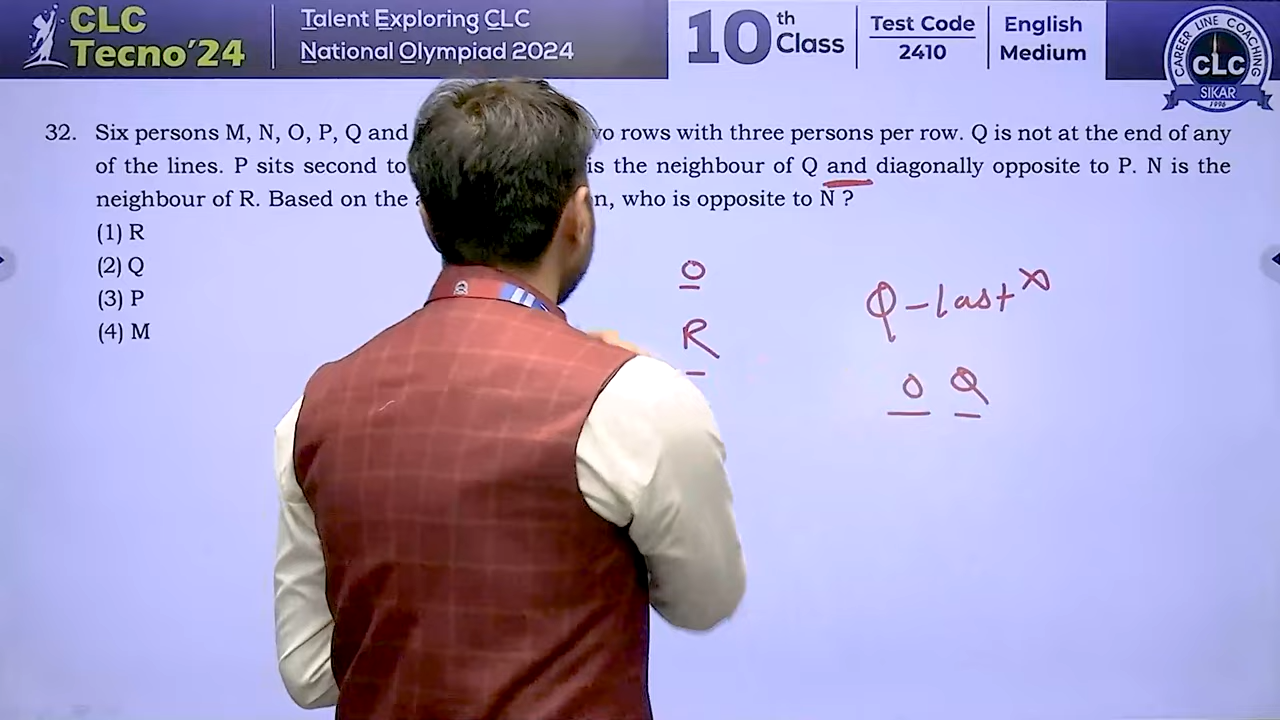 CLC
Tecno'24
Talent Exploring CLC
National Olympiad 2024
10th Class
Test Code
2410
English
Medium
CAREER LINE COACHING
CLC
SIKAR
1996
32. Six persons M, N, O, P, Q and wo rows with three persons per row. Q is not at the end of any
of the lines. P sits second to is the neighbour of Q and diagonally opposite to P. N is the
neighbour of R. Based on the n, who is opposite to N ?
(1) R
(2) Q
(3) P
(4) M
O
R
Q-last
O Q